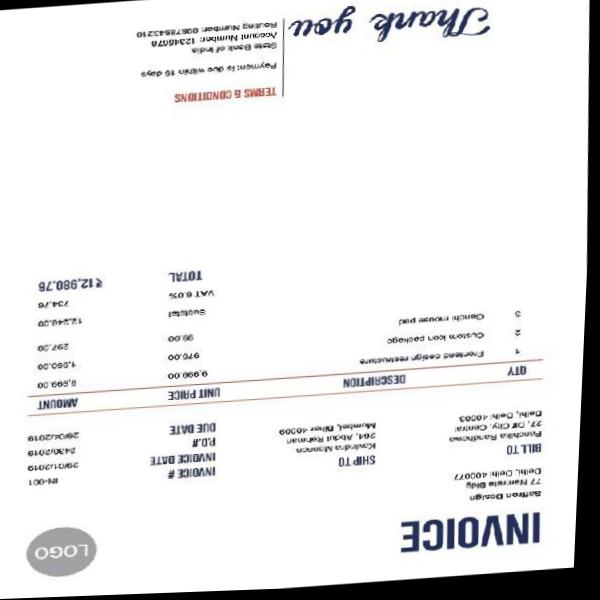 INVOICE
LOGO
Saffron Design
77 Namrata Bldg
Delhi, Delhi 400077
BILL TO
Panchika Randhawa
27, Dif City, Central
Delhi, Delhi 40003
SHIP TO
Kavindra Mannan
264, Abdul Rehman
Mumbai, Bihar 40009
INVOICE # IN-001
INVOICE DATE 29/01/2019
P.O.# 2430/2019
DUE DATE 26/04/2019
QTY DESCRIPTION UNIT PRICE AMOUNT
1 Frontend design restructure 9,999.00 9,999.00
2 Custom icon package 975.00 1,950.00
3 Gandhi mouse pad 99.00 297.00
Subtotal 12,246.00
VAT 6.0% 734.76
TOTAL ₹12,980.76
Thank you
TERMS & CONDITIONS
Payment is due within 15 days
State Bank of India
Account Number: 12345678
Routing Number: 09876543210